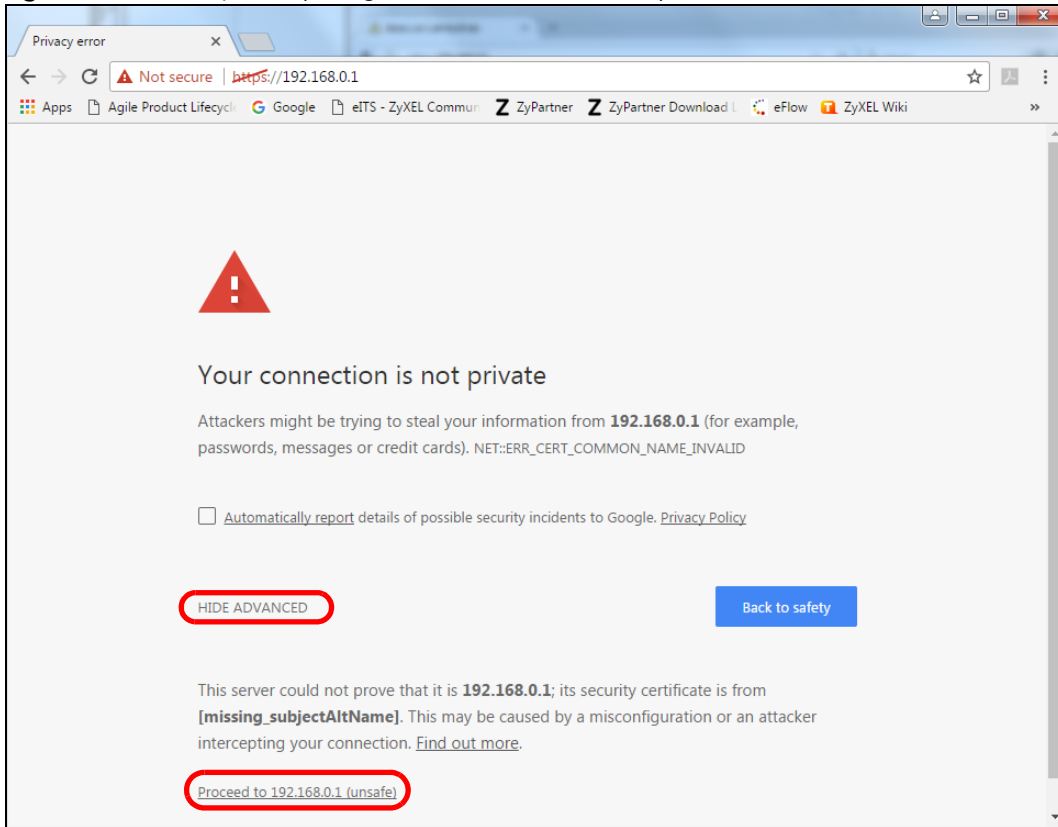 Privacy error
Not secure | https://192.168.0.1
Apps Agile Product Lifecycl Google eITS - ZyXEL Commun ZyPartner ZyPartner Download L eFlow ZyXEL Wiki »
Your connection is not private
Attackers might be trying to steal your information from 192.168.0.1 (for example,
passwords, messages or credit cards). NET::ERR_CERT_COMMON_NAME_INVALID
Automatically report details of possible security incidents to Google. Privacy Policy
HIDE ADVANCED
Back to safety
This server could not prove that it is 192.168.0.1; its security certificate is from
[missing_subjectAltName]. This may be caused by a misconfiguration or an attacker
intercepting your connection. Find out more.
Proceed to 192.168.0.1 (unsafe)